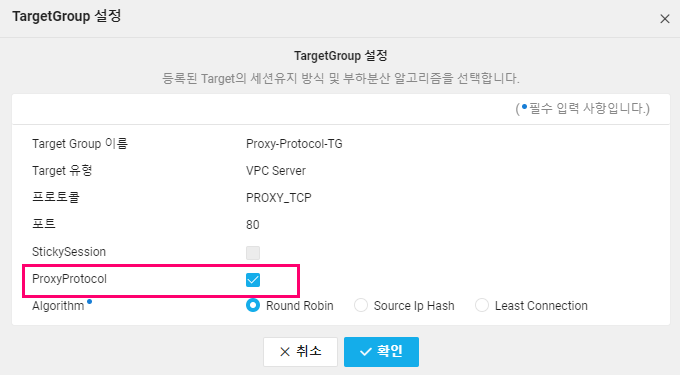 TargetGroup 설정
TargetGroup 설정
등록된 Target의 세션유지 방식 및 부하분산 알고리즘을 선택합니다.
(•필수 입력 사항입니다.)
Target Group 이름 Proxy-Protocol-TG
Target 유형 VPC Server
프로토콜 PROXY_TCP
포트 80
StickySession
ProxyProtocol
Algorithm• Round Robin Source Ip Hash Least Connection
취소 확인